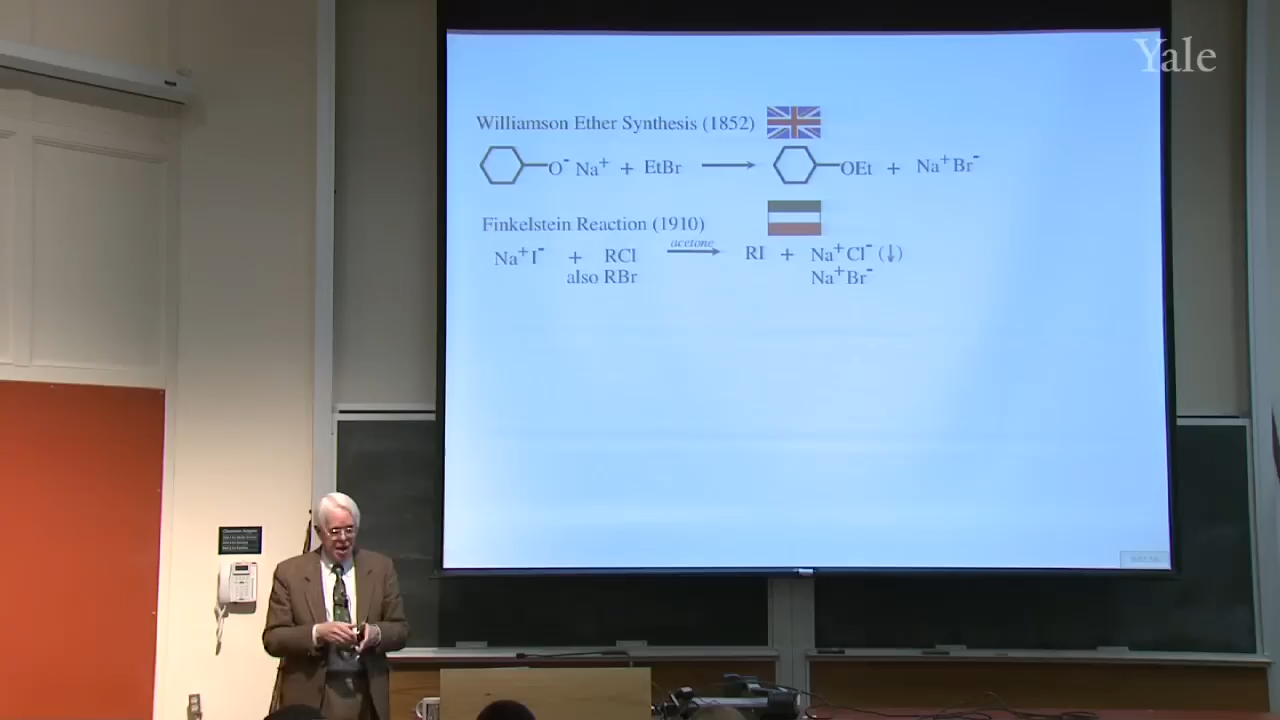 Yale
Williamson Ether Synthesis (1852)
O⁻ Na⁺ + EtBr ⟶ OEt + Na⁺Br⁻
Finkelstein Reaction (1910)
acetone
Na⁺I⁻ + RCl ⟶ RI + Na⁺Cl⁻ (↓)
also RBr Na⁺Br⁻